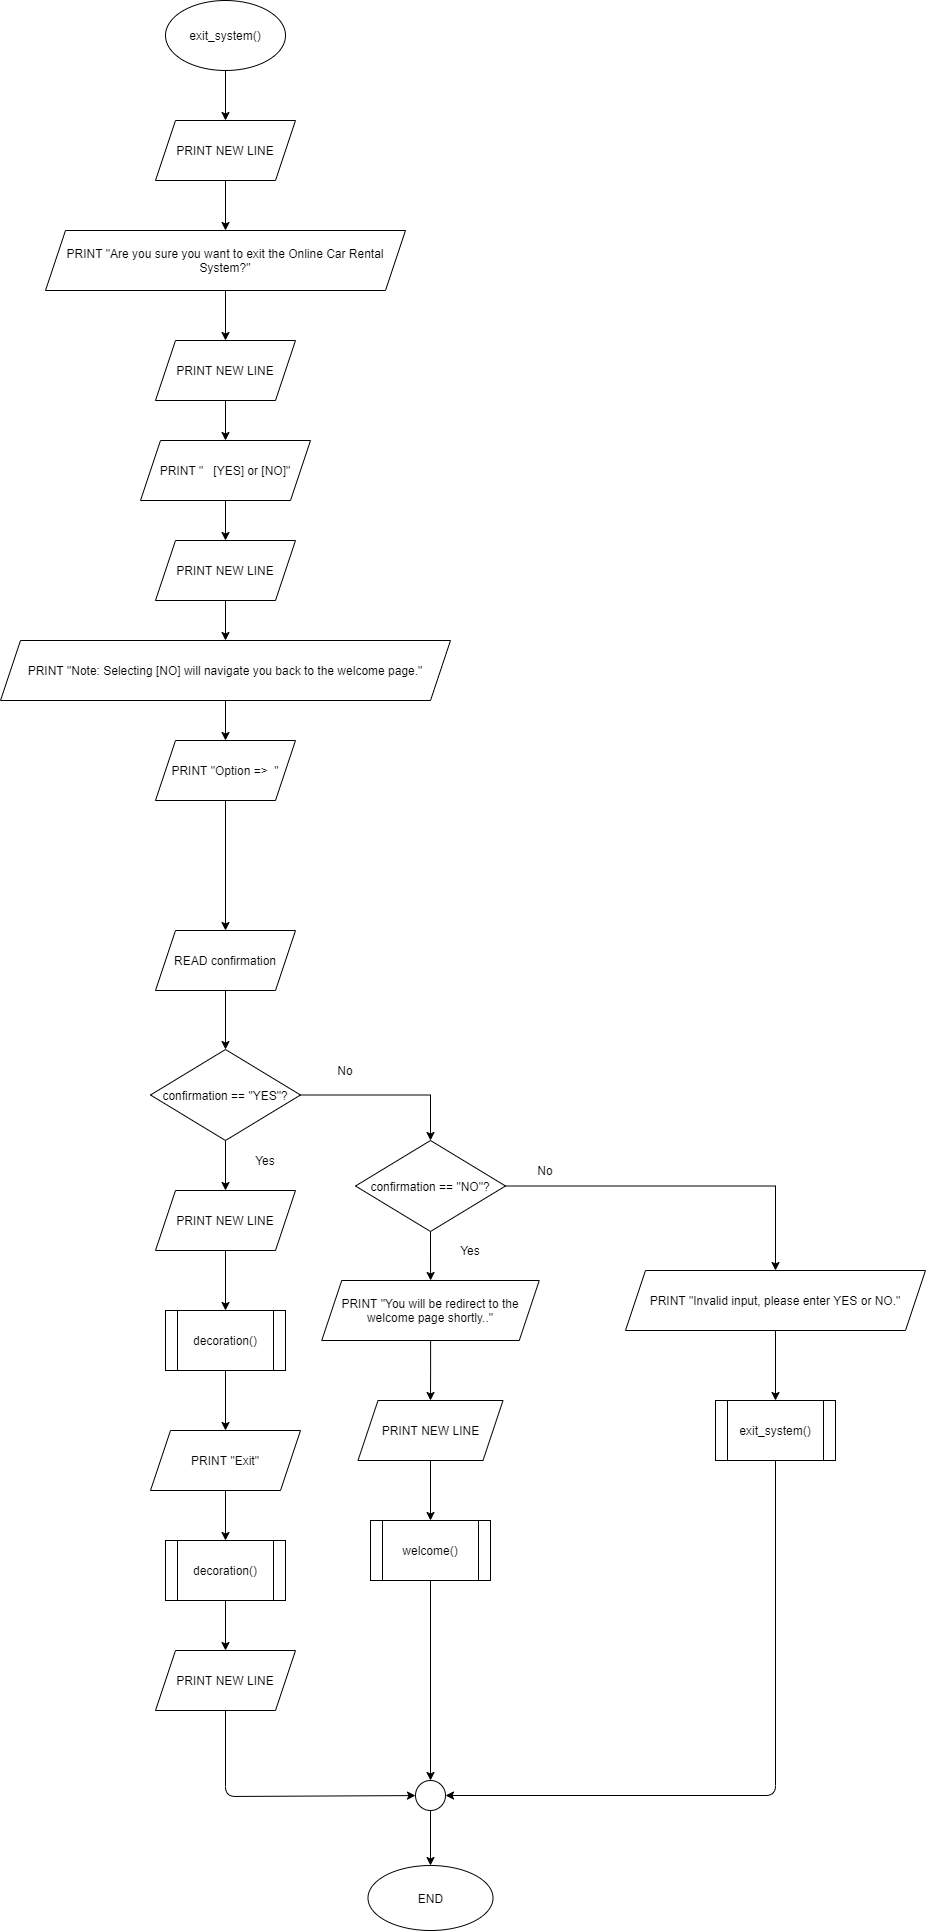 exit_system()
PRINT NEW LINE
PRINT "Are you sure you want to exit the Online Car Rental
System?"
PRINT NEW LINE
PRINT "   [YES] or [NO]"
PRINT NEW LINE
PRINT "Note: Selecting [NO] will navigate you back to the welcome page."
PRINT "Option =>  "
READ confirmation
confirmation == "YES"?
No
Yes
PRINT NEW LINE
decoration()
PRINT "Exit"
decoration()
PRINT NEW LINE
confirmation == "NO"?
No
Yes
PRINT "You will be redirect to the
welcome page shortly.."
PRINT NEW LINE
welcome()
PRINT "Invalid input, please enter YES or NO."
exit_system()
END